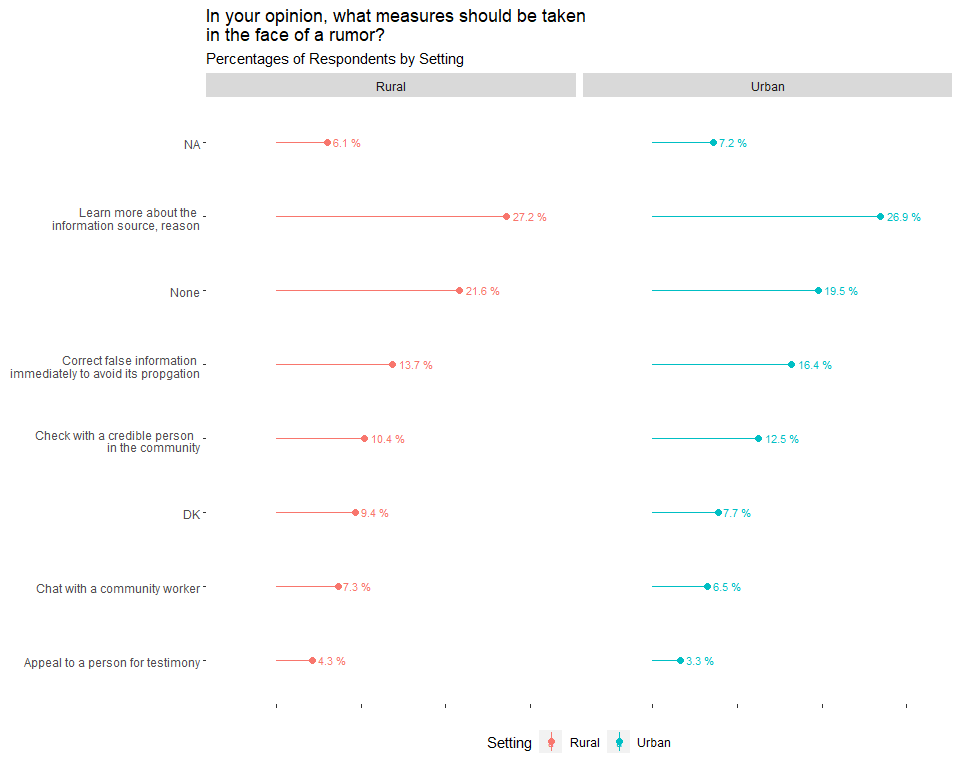 In your opinion, what measures should be taken
in the face of a rumor?
Percentages of Respondents by Setting
Rural
Urban
NA
6.1 %
7.2 %
Learn more about the
information source, reason
27.2 %
26.9 %
None
21.6 %
19.5 %
Correct false information
immediately to avoid its propgation
13.7 %
16.4 %
Check with a credible person
in the community
10.4 %
12.5 %
DK
9.4 %
7.7 %
Chat with a community worker
7.3 %
6.5 %
Appeal to a person for testimony
4.3 %
3.3 %
Setting
Rural
Urban